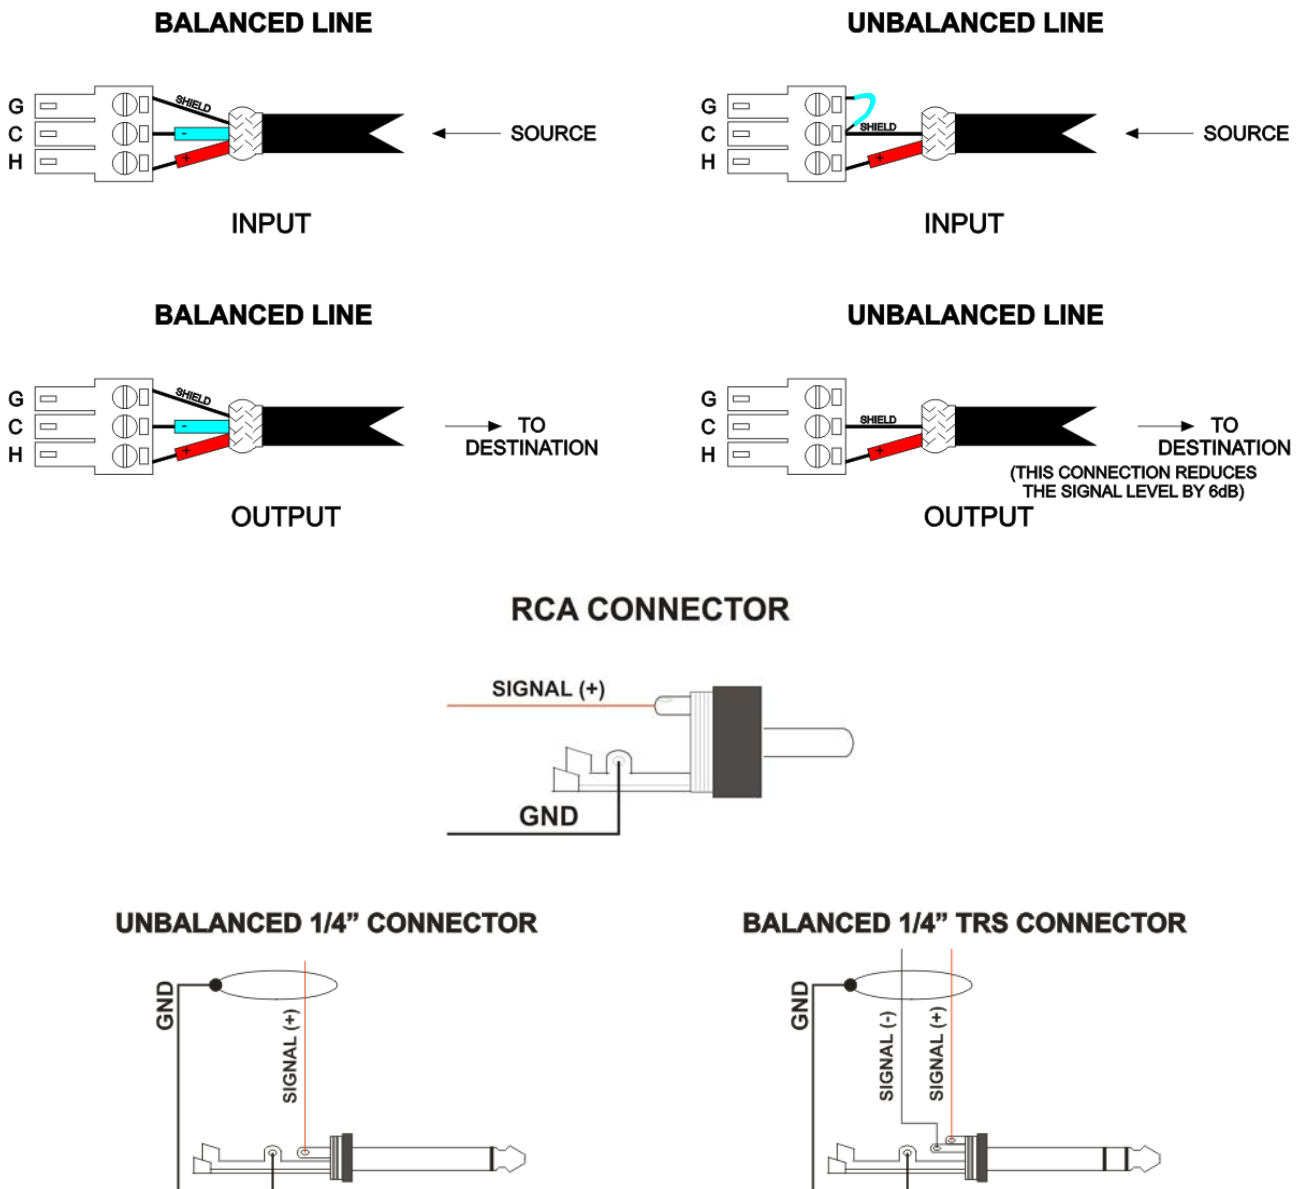 BALANCED LINE
UNBALANCED LINE
G
C
H
SHIELD
-
+
SOURCE
INPUT
G
C
H
SHIELD
+
SOURCE
INPUT
BALANCED LINE
UNBALANCED LINE
G
C
H
SHIELD
-
+
TO
DESTINATION
OUTPUT
G
C
H
SHIELD
+
TO
DESTINATION
(THIS CONNECTION REDUCES
THE SIGNAL LEVEL BY 6dB)
OUTPUT
RCA CONNECTOR
SIGNAL (+)
GND
UNBALANCED 1/4” CONNECTOR
GND
SIGNAL (+)
BALANCED 1/4” TRS CONNECTOR
GND
SIGNAL (-)
SIGNAL (+)